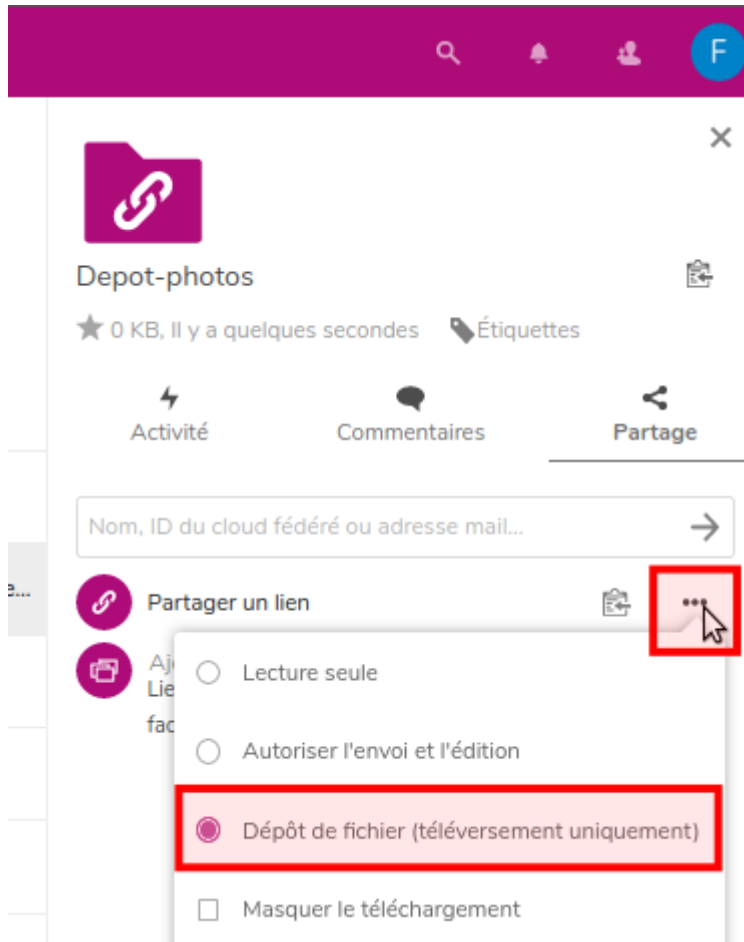 F
Depot-photos
0 KB, Il y a quelques secondes Étiquettes
Activité Commentaires Partage
Nom, ID du cloud fédéré ou adresse mail...
Partager un lien
Lecture seule
Autoriser l'envoi et l'édition
Dépôt de fichier (téléversement uniquement)
Masquer le téléchargement